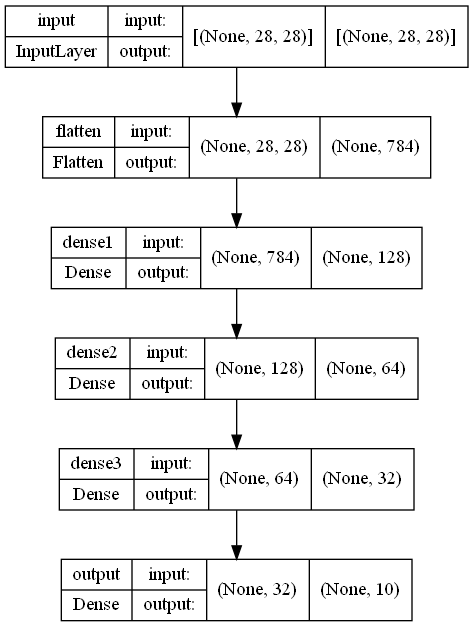 input input: [(None, 28, 28)] [(None, 28, 28)]
InputLayer output:
flatten input: (None, 28, 28) (None, 784)
Flatten output:
dense1 input: (None, 784) (None, 128)
Dense output:
dense2 input: (None, 128) (None, 64)
Dense output:
dense3 input: (None, 64) (None, 32)
Dense output:
output input: (None, 32) (None, 10)
Dense output: